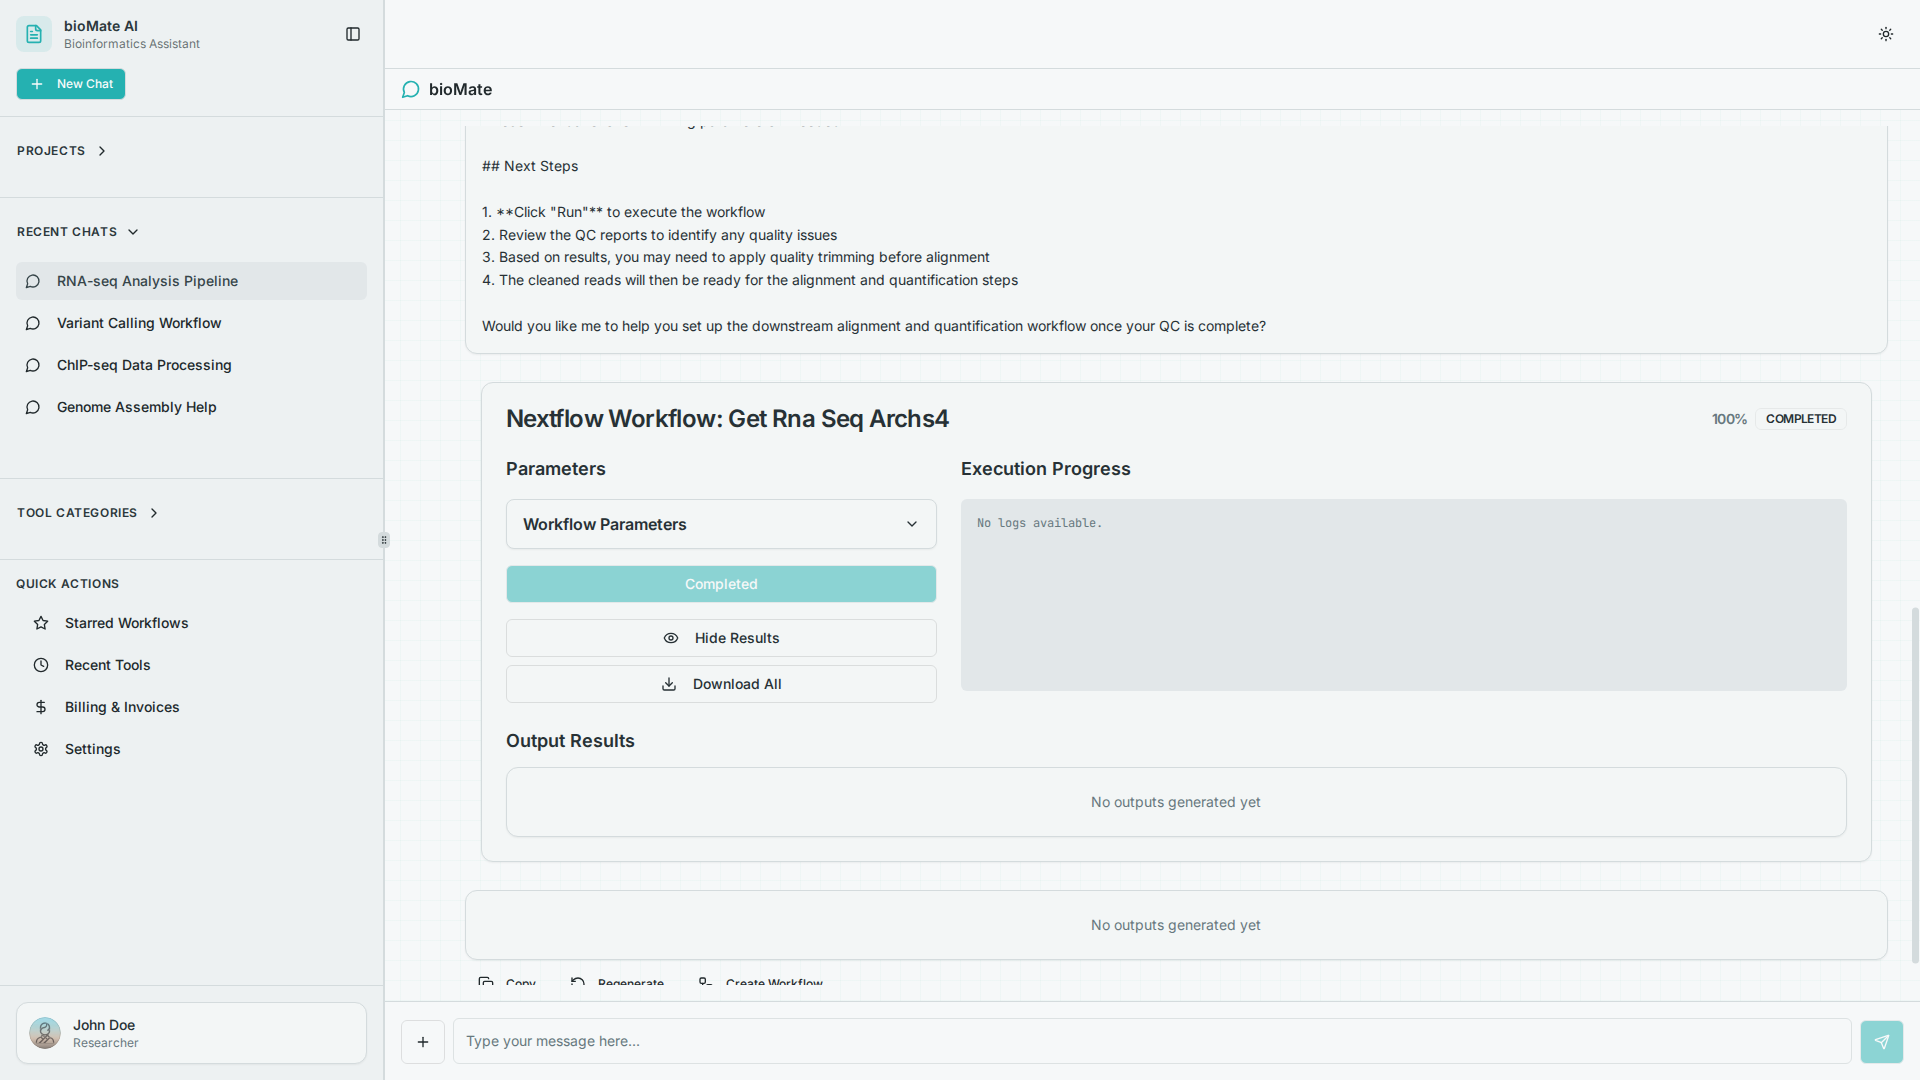 bioMate AI
Bioinformatics Assistant
New Chat
PROJECTS
RECENT CHATS
RNA-seq Analysis Pipeline
Variant Calling Workflow
ChIP-seq Data Processing
Genome Assembly Help
TOOL CATEGORIES
QUICK ACTIONS
Starred Workflows
Recent Tools
Billing & Invoices
Settings
John Doe
Researcher
bioMate
## Next Steps
1. **Click "Run"** to execute the workflow
2. Review the QC reports to identify any quality issues
3. Based on results, you may need to apply quality trimming before alignment
4. The cleaned reads will then be ready for the alignment and quantification steps
Would you like me to help you set up the downstream alignment and quantification workflow once your QC is complete?
Nextflow Workflow: Get Rna Seq Archs4
100% COMPLETED
Parameters
Workflow Parameters
Completed
Hide Results
Download All
Execution Progress
No logs available.
Output Results
No outputs generated yet
No outputs generated yet
Copy Regenerate Create Workflow
Type your message here...